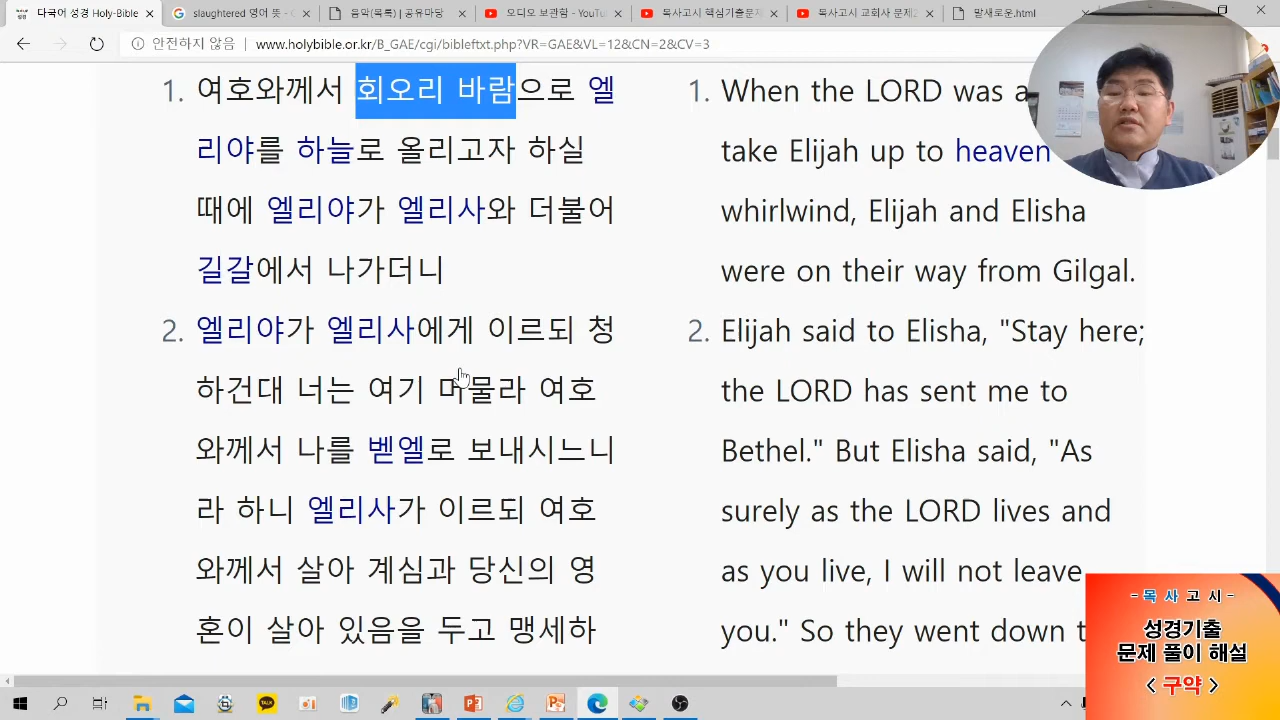 다국어 성경 Holy-Bible
slaughtered 영어 뜻 - G
음악(목록) | 공유마당
오디오 보관함 - YouTu
목사고시 핵심기출문
목사고시 교회사 문제2
말새로운.html
안전하지 않음 | www.holybible.or.kr/B_GAE/cgi/bibleftxt.php?VR=GAE&VL=12&CN=2&CV=3
1. 여호와께서 회오리 바람으로 엘
리야를 하늘로 올리고자 하실
때에 엘리야가 엘리사와 더불어
길갈에서 나가더니
2. 엘리야가 엘리사에게 이르되 청
하건대 너는 여기 머물라 여호
와께서 나를 벧엘로 보내시느니
라 하니 엘리사가 이르되 여호
와께서 살아 계심과 당신의 영
혼이 살아 있음을 두고 맹세하
1. When the LORD was a
take Elijah up to heaven
whirlwind, Elijah and Elisha
were on their way from Gilgal.
2. Elijah said to Elisha, "Stay here;
the LORD has sent me to
Bethel." But Elisha said, "As
surely as the LORD lives and
as you live, I will not leave
you." So they went down t
- 목 사 고 시 -
성경기출
문제 풀이 해설
< 구약 >
TALK